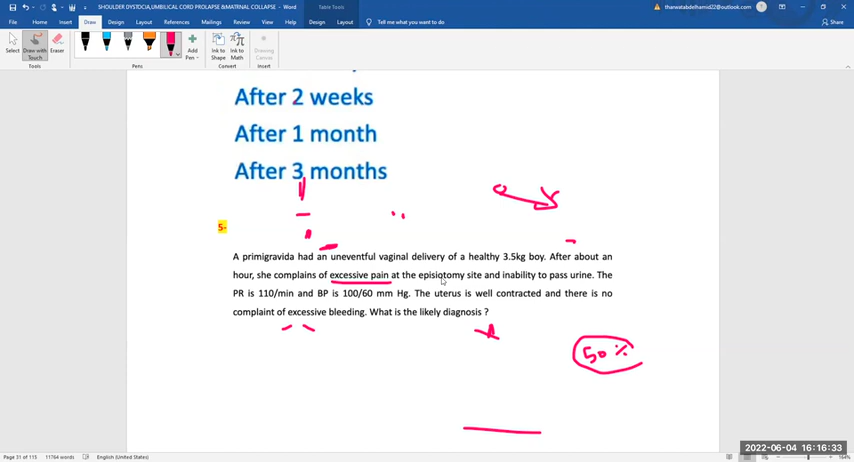 SHOULDER DYSTOCIA,UMBILICAL CORD PROLAPSE &MATERNAL COLLAPSE - Word
Table Tools
tharwatabdelhamid2@outlook.com
File Home Insert Draw Design Layout References Mailings Review View Help Design Layout Tell me what you want to do
Share
Select
Draw with
Touch
Eraser
Add
Pen
Ink to
Shape
Ink to
Math
Drawing
Canvas
Tools
Pens
Convert
Insert
After 2 weeks
After 1 month
After 3 months
5-
A primigravida had an uneventful vaginal delivery of a healthy 3.5kg boy. After about an
hour, she complains of excessive pain at the episiotomy site and inability to pass urine. The
PR is 110/min and BP is 100/60 mm Hg. The uterus is well contracted and there is no
complaint of excessive bleeding. What is the likely diagnosis ?
50 %
2022-06-04 16:16:33
Page 31 of 115 11764 words English (United States)
164%